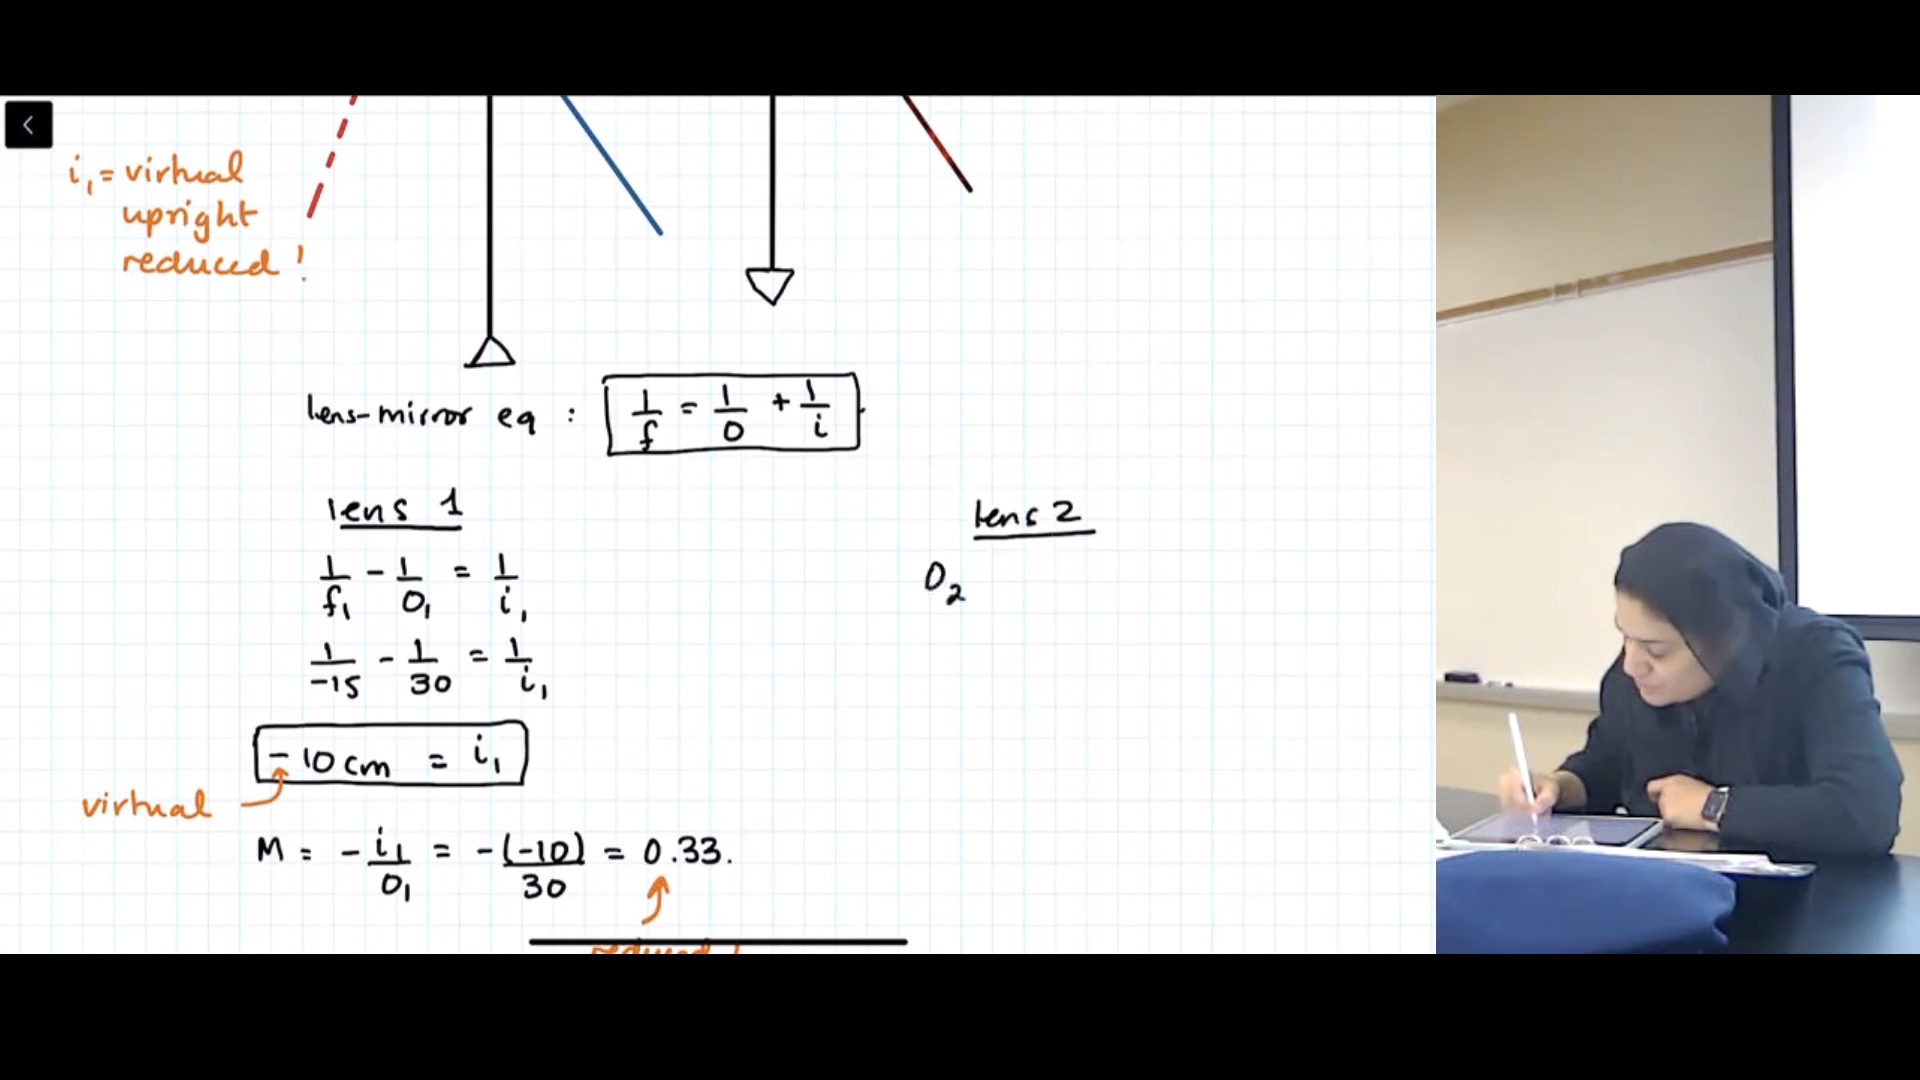 i₁ = virtual
upright
reduced !
lens-mirror eq : 1/f = 1/O + 1/i
lens 1
1/f₁ - 1/O₁ = 1/i₁
1/-15 - 1/30 = 1/i₁
-10 cm = i₁
virtual
M = - i₁/O₁ = -(-10)/30 = 0.33.
lens 2
O₂